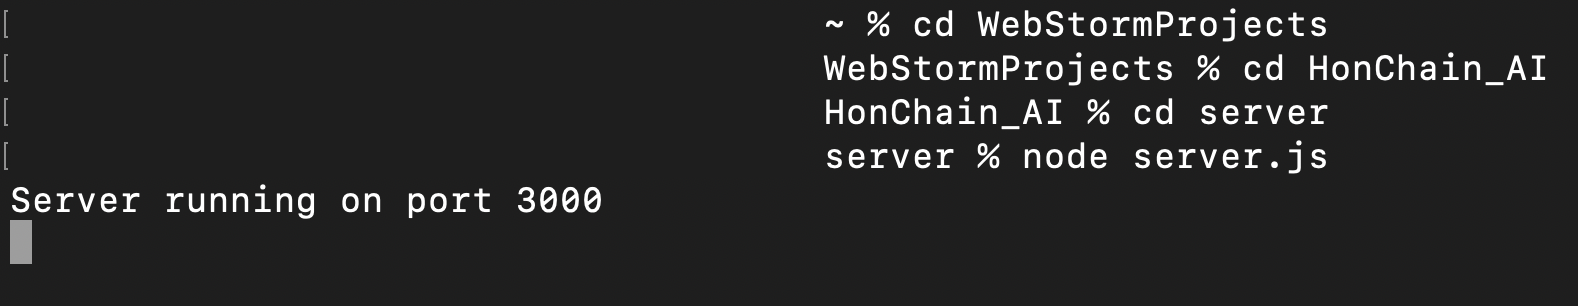 [ ~ % cd WebStormProjects
[ WebStormProjects % cd HonChain_AI
[ HonChain_AI % cd server
[ server % node server.js
Server running on port 3000